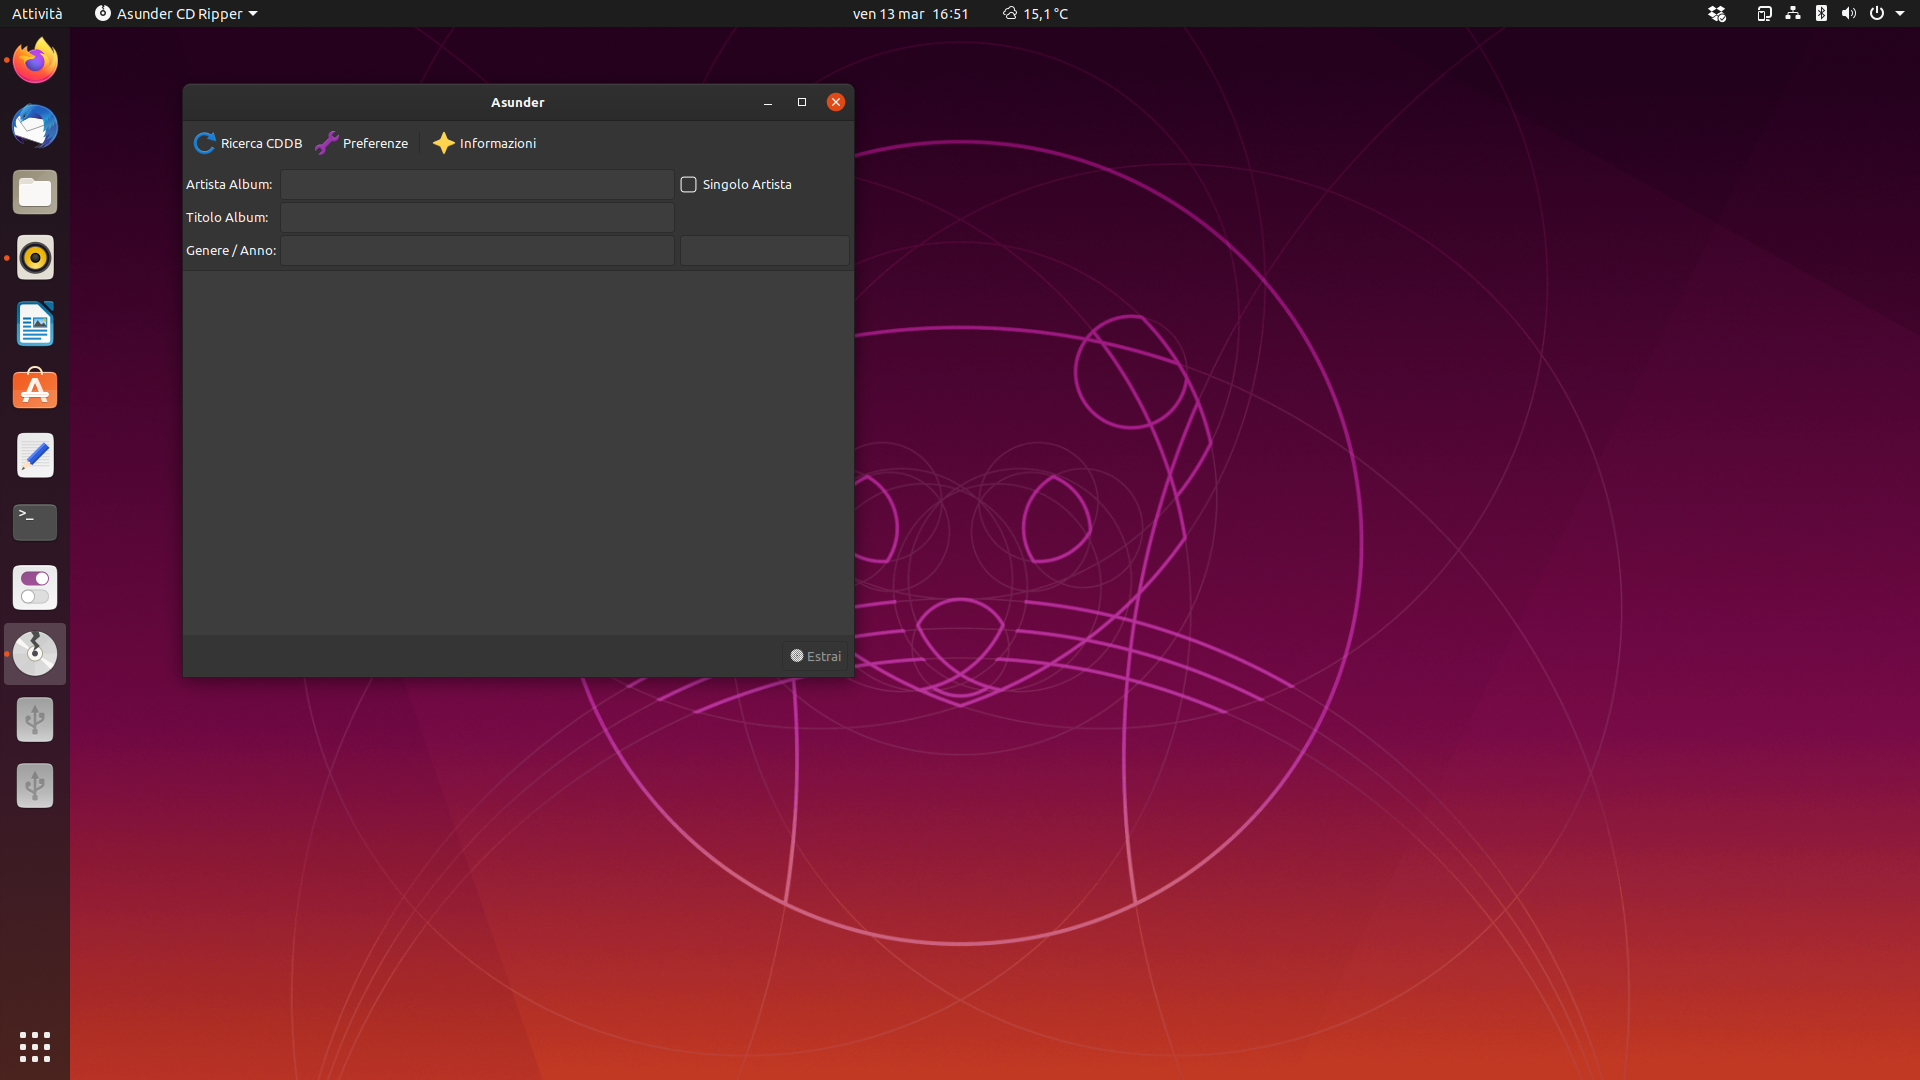 Attività Asunder CD Ripper ven 13 mar 16:51 15,1 °C
Asunder
Ricerca CDDB Preferenze Informazioni
Artista Album: Singolo Artista
Titolo Album:
Genere / Anno:
>_
Estrai